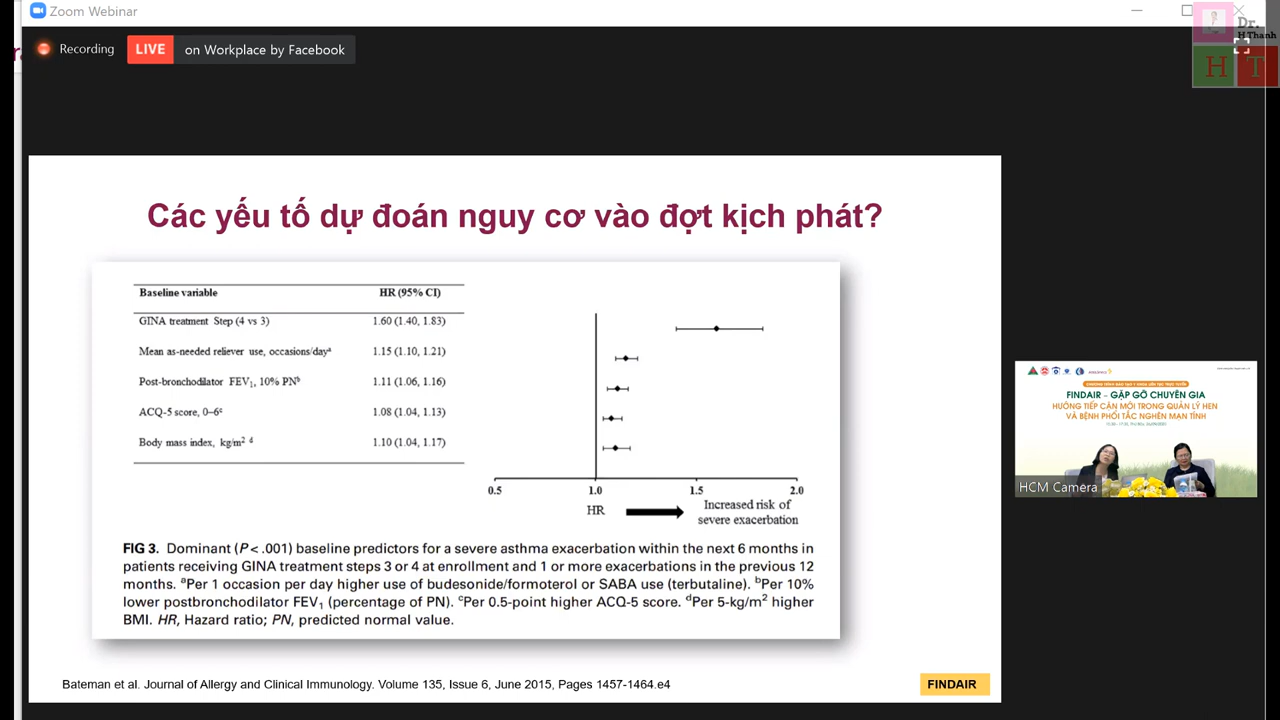 Zoom Webinar
Recording
LIVE
on Workplace by Facebook
Dr.
H Thanh
H T
Các yếu tố dự đoán nguy cơ vào đợt kịch phát?
Baseline variable HR (95% CI)
GINA treatment Step (4 vs 3) 1.60 (1.40, 1.83)
Mean as-needed reliever use, occasions/dayᵃ 1.15 (1.10, 1.21)
Post-bronchodilator FEV₁, 10% PNᵇ 1.11 (1.06, 1.16)
ACQ-5 score, 0–6ᶜ 1.08 (1.04, 1.13)
Body mass index, kg/m² ᵈ 1.10 (1.04, 1.17)
0.5 1.0 1.5 2.0
HR
Increased risk of
severe exacerbation
FIG 3. Dominant (P < .001) baseline predictors for a severe asthma exacerbation within the next 6 months in
patients receiving GINA treatment steps 3 or 4 at enrollment and 1 or more exacerbations in the previous 12
months. ᵃPer 1 occasion per day higher use of budesonide/formoterol or SABA use (terbutaline). ᵇPer 10%
lower postbronchodilator FEV₁ (percentage of PN). ᶜPer 0.5-point higher ACQ-5 score. ᵈPer 5-kg/m² higher
BMI. HR, Hazard ratio; PN, predicted normal value.
Bateman et al. Journal of Allergy and Clinical Immunology. Volume 135, Issue 6, June 2015, Pages 1457-1464.e4
FINDAIR
FINDAIR - GẶP GỠ CHUYÊN GIA
HƯỚNG TIẾP CẬN MỚI TRONG QUẢN LÝ HEN
VÀ BỆNH PHỔI TẮC NGHẼN MẠN TÍNH
HCM Camera